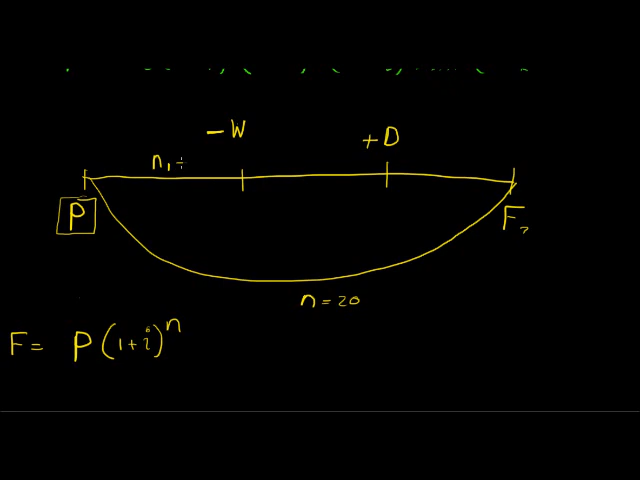 - W
+ D
n,
P
F
n = 20
F = P(1+i)^n